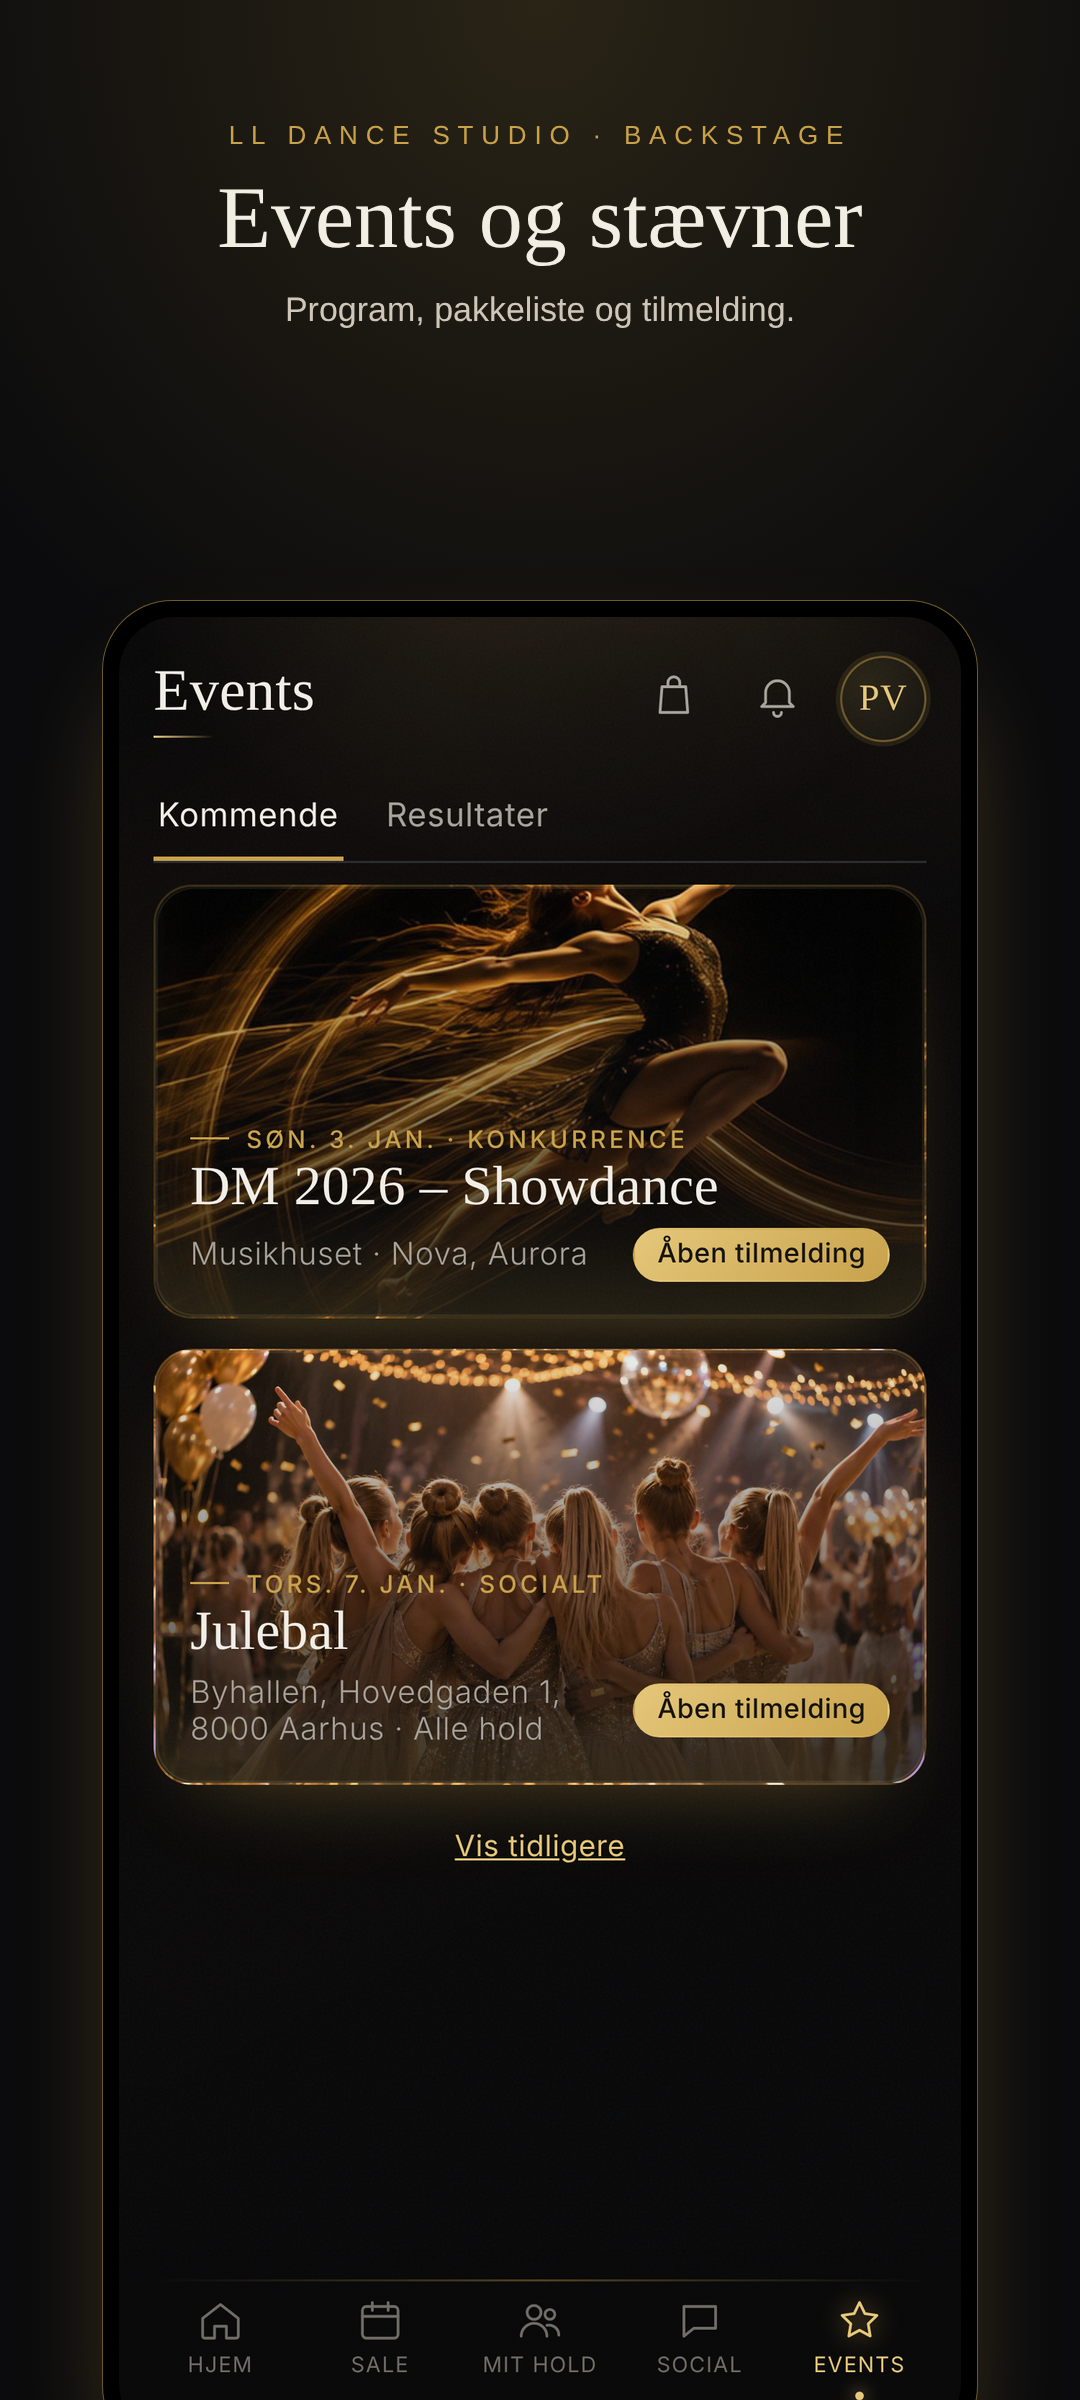 LL DANCE STUDIO · BACKSTAGE
Events og stævner
Program, pakkeliste og tilmelding.
Events
PV
Kommende
Resultater
SØN. 3. JAN. · KONKURRENCE
DM 2026 – Showdance
Musikhuset · Nova, Aurora
Åben tilmelding
TORS. 7. JAN. · SOCIALT
Julebal
Byhallen, Hovedgaden 1,
8000 Aarhus · Alle hold
Åben tilmelding
Vis tidligere
HJEM
SALE
MIT HOLD
SOCIAL
EVENTS